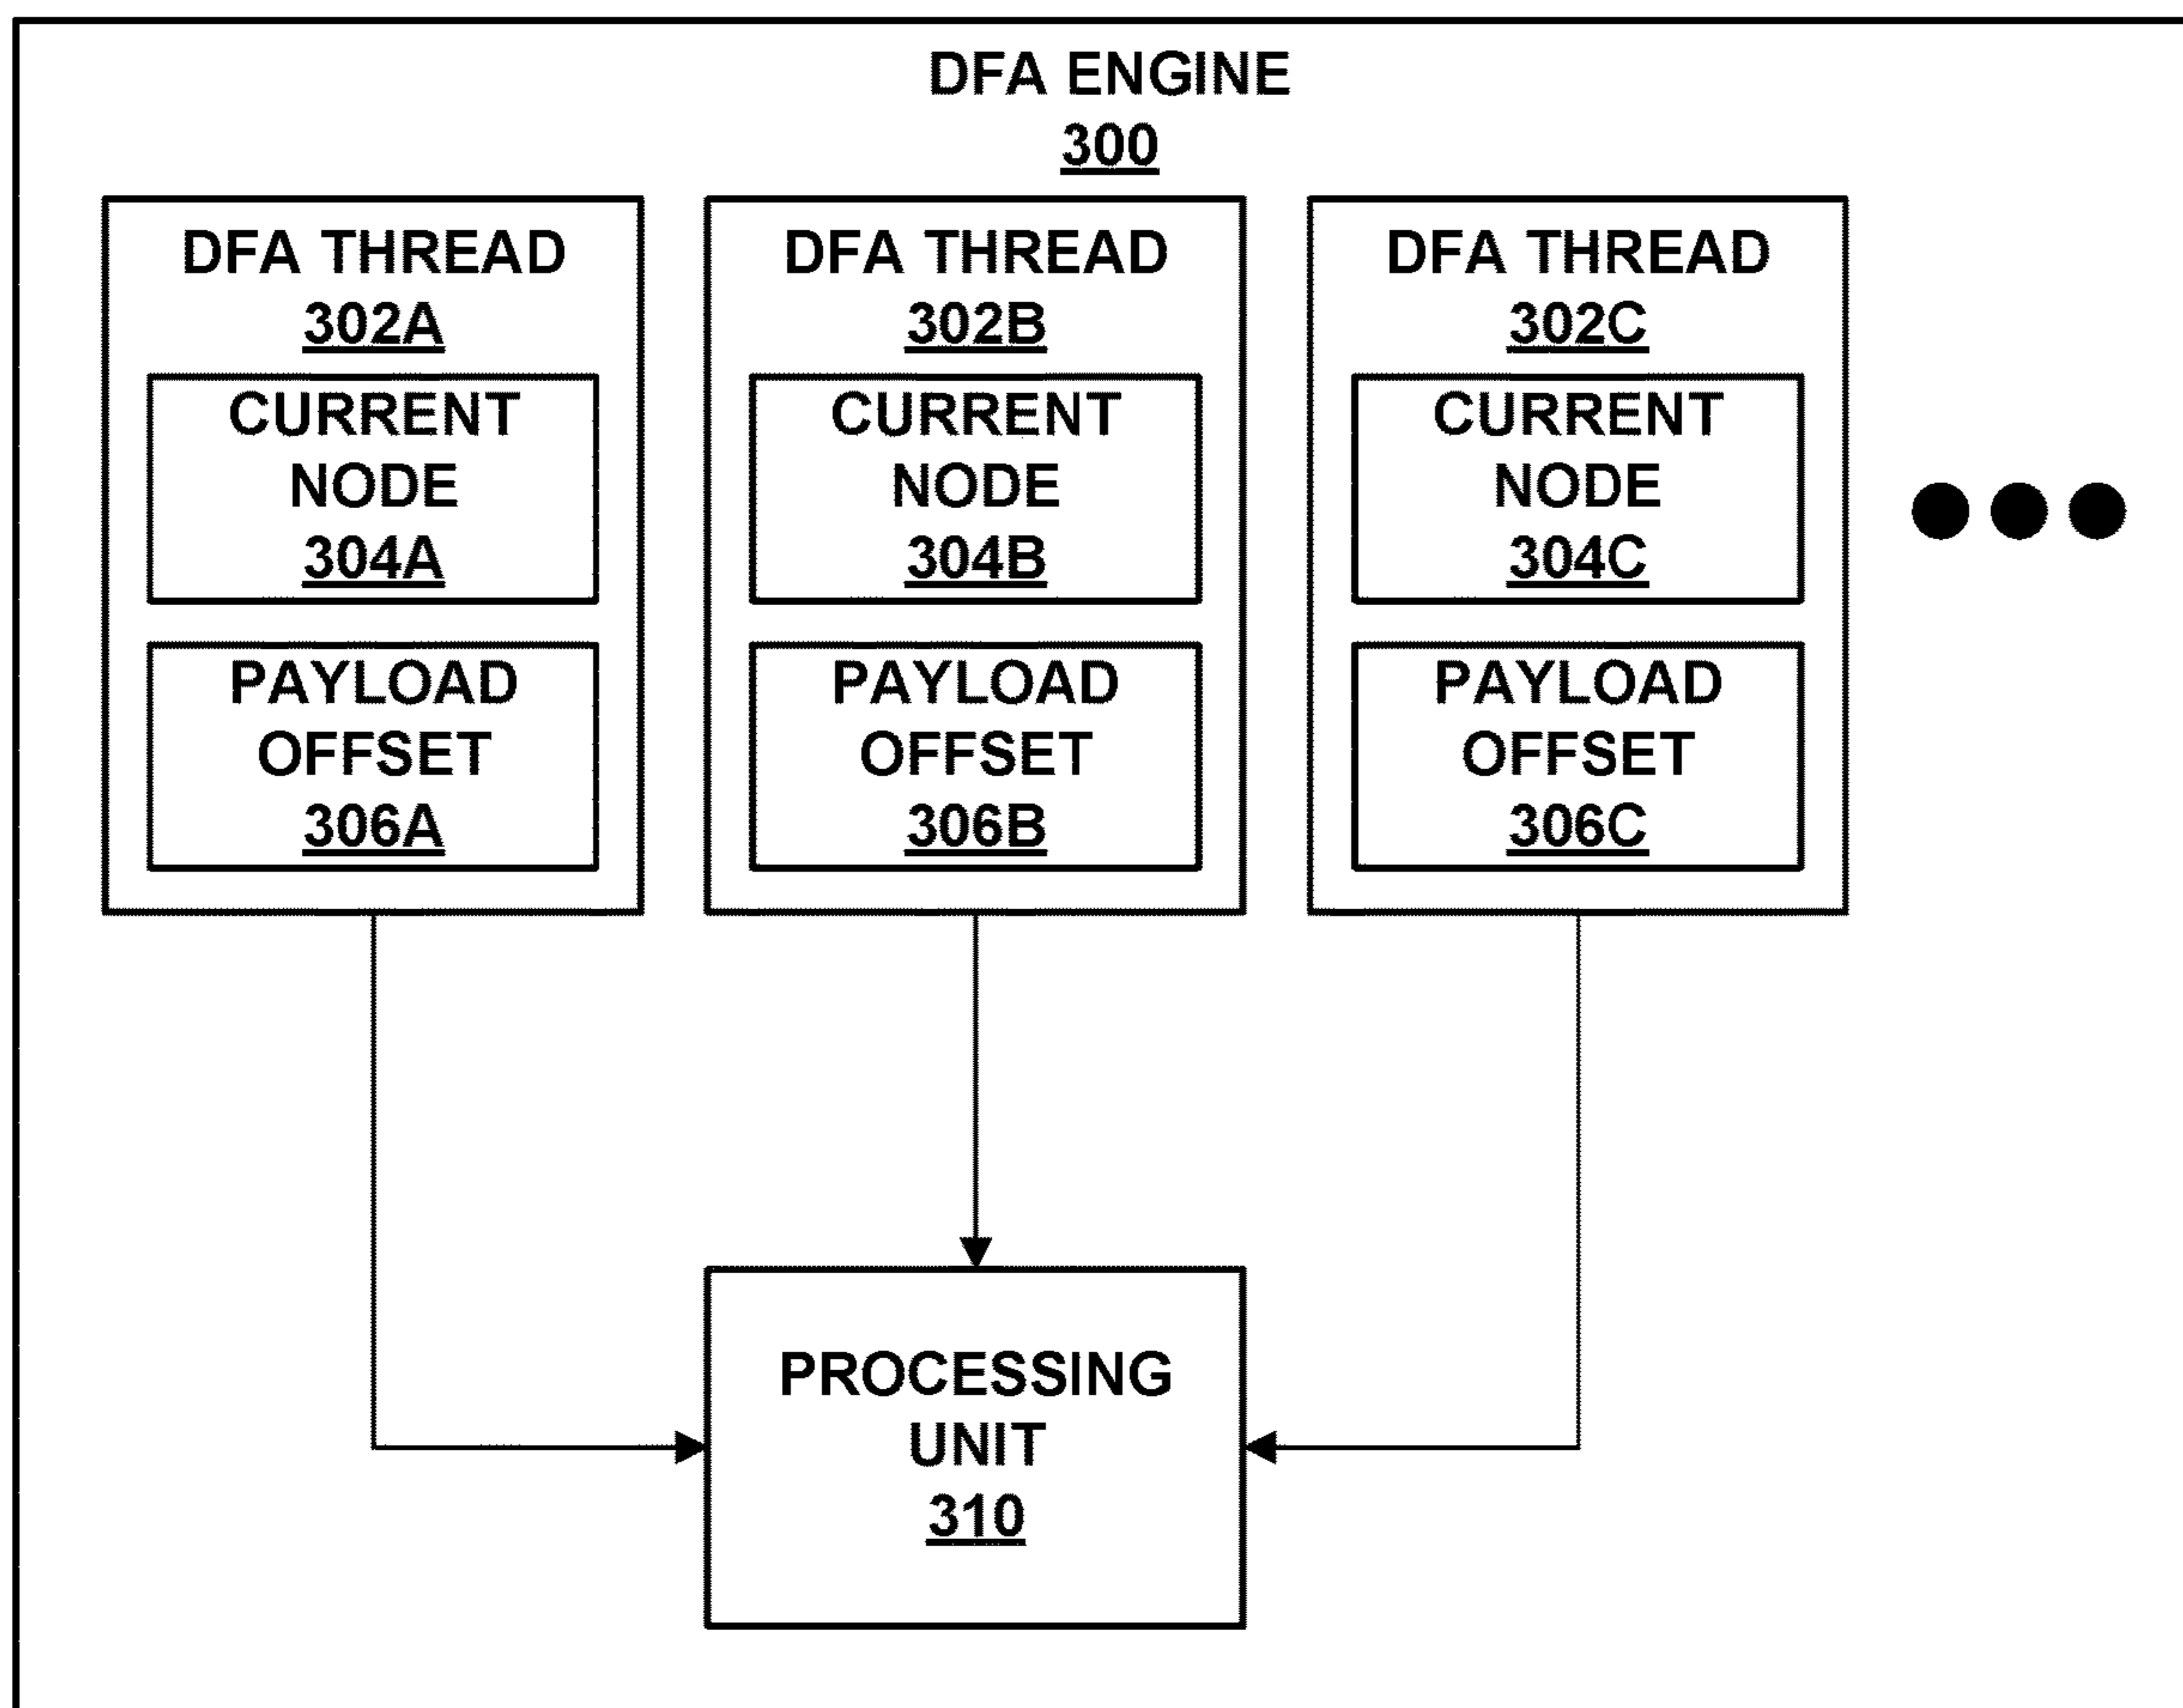 DFA ENGINE
300
DFA THREAD
302A
CURRENT
NODE
304A
PAYLOAD
OFFSET
306A
DFA THREAD
302B
CURRENT
NODE
304B
PAYLOAD
OFFSET
306B
DFA THREAD
302C
CURRENT
NODE
304C
PAYLOAD
OFFSET
306C
PROCESSING
UNIT
310